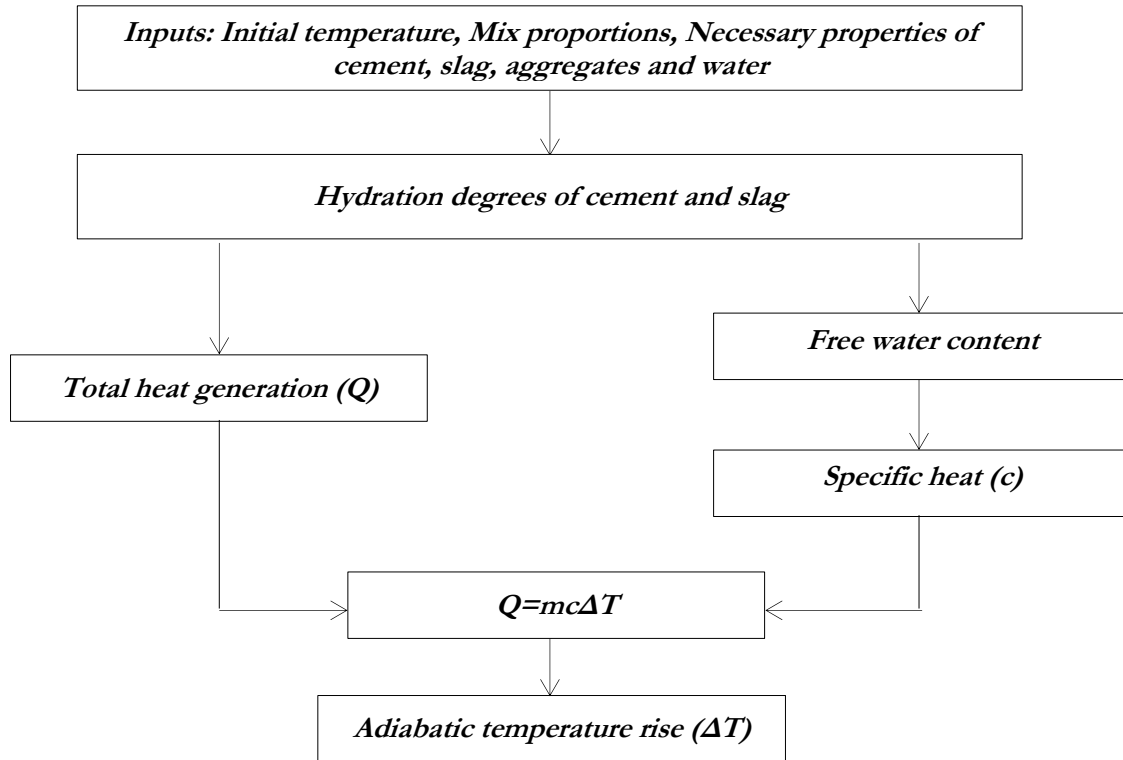 Inputs: Initial temperature, Mix proportions, Necessary properties of
cement, slag, aggregates and water
Hydration degrees of cement and slag
Free water content
Total heat generation (Q)
Specific heat (c)
Q=mcΔT
Adiabatic temperature rise (ΔT)